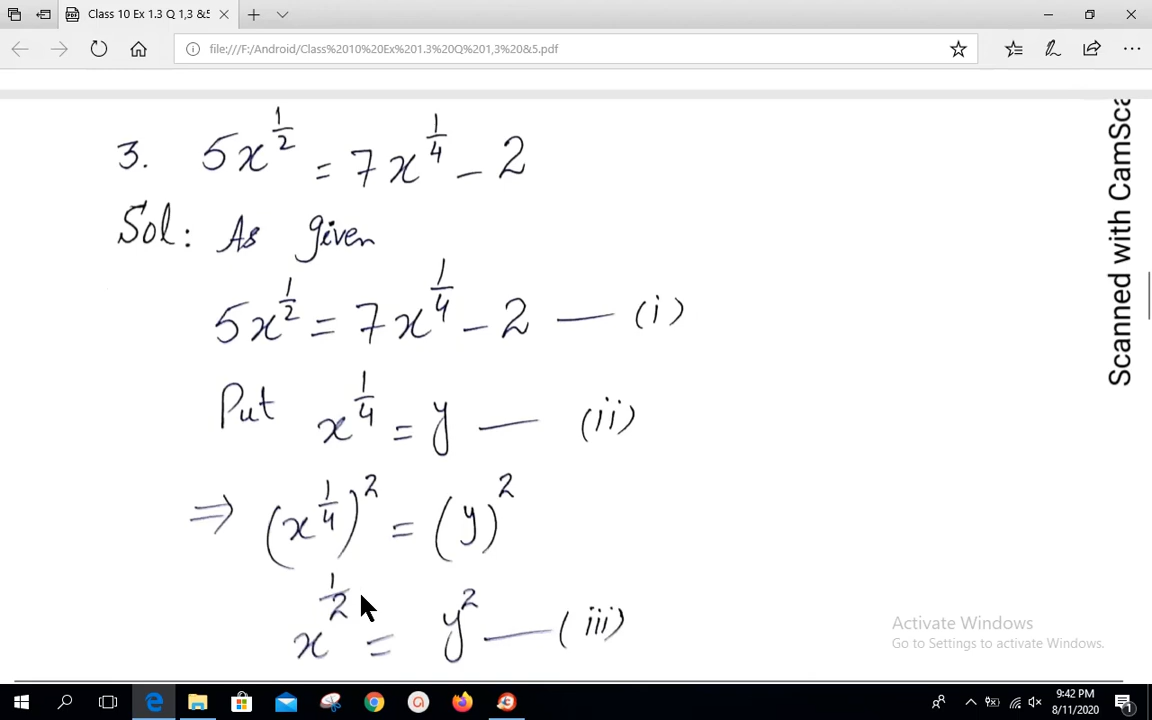 Class 10 Ex 1.3 Q 1,3 &5
file:///F:/Android/Class%2010%20Ex%201.3%20Q%201,3%20&5.pdf
3. 5x^{1/2} = 7x^{1/4} - 2
Sol: As given
5x^{1/2} = 7x^{1/4} - 2 — (i)
Put x^{1/4} = y — (ii)
⇒ (x^{1/4})^2 = (y)^2
x^{1/2} = y^2 — (iii)
Scanned with CamSca
Activate Windows
Go to Settings to activate Windows.
9:42 PM
8/11/2020